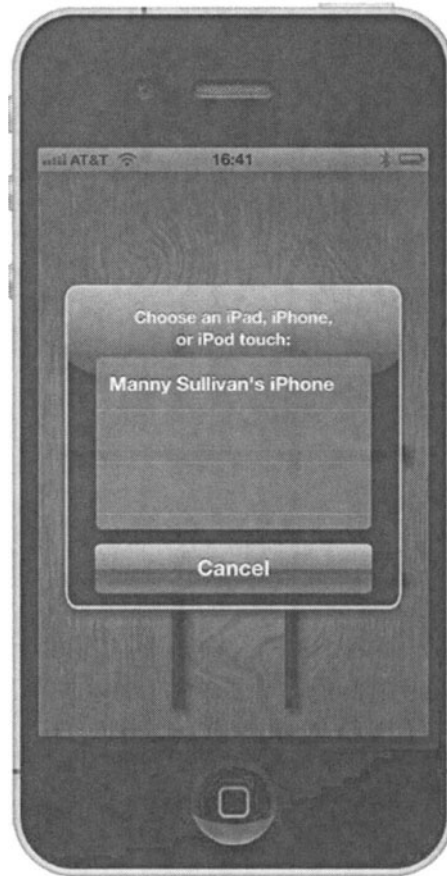 AT&T 16:41
Choose an iPad, iPhone,
or iPod touch:
Manny Sullivan's iPhone
Cancel